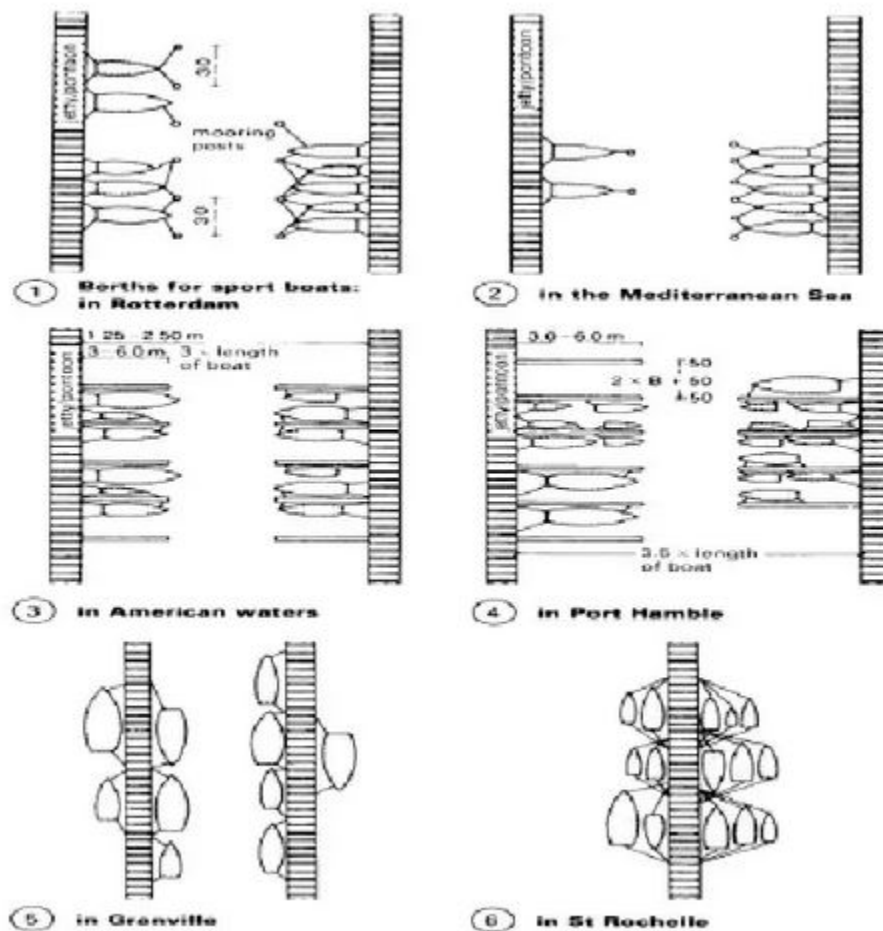 jetty/pontoon
30
mooring
posts
30
1 Berths for sport boats:
in Rotterdam
jetty/pontoon
2 in the Mediterranean Sea
1.25–2.50 m
3–6.0 m
3 × length
of boat
jetty/pontoon
3 in American waters
3.0–6.0 m
50
2 × B + 50
50
jetty/pontoon
3.5 × length
of boat
4 in Port Hamble
5 in Granville
6 in St Rochelle